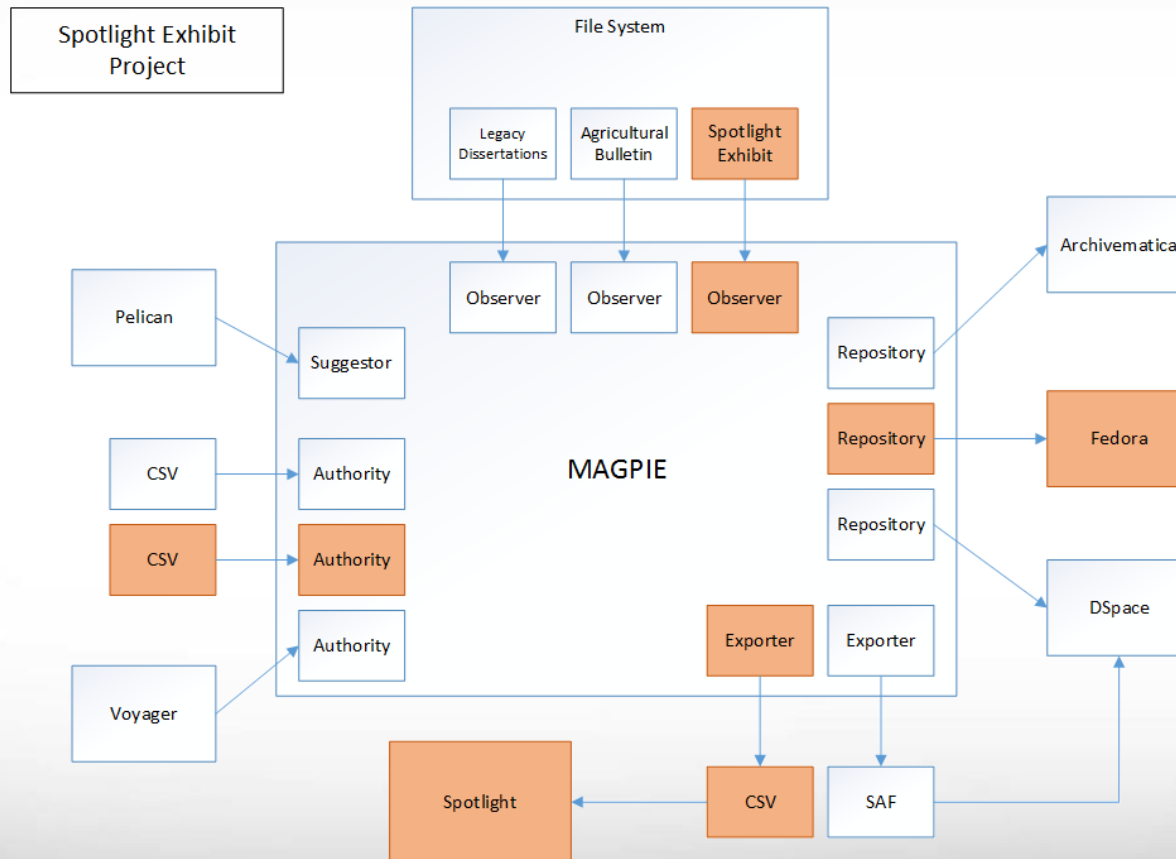 Spotlight Exhibit
Project
File System
Legacy
Dissertations
Agricultural
Bulletin
Spotlight
Exhibit
Observer
Observer
Observer
Pelican
Suggestor
CSV
Authority
CSV
Authority
Voyager
Authority
MAGPIE
Repository
Archivematica
Repository
Fedora
Repository
DSpace
Exporter
Exporter
Spotlight
CSV
SAF